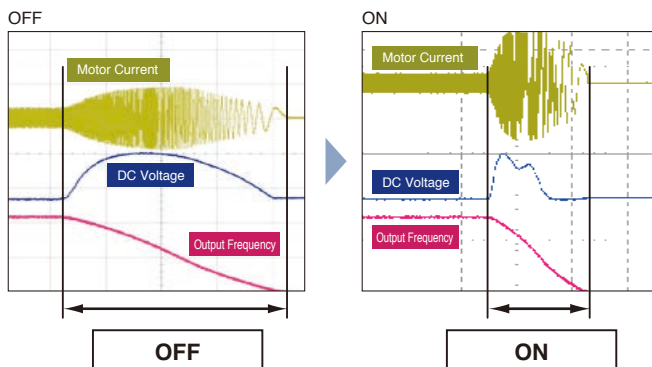 OFF
Motor Current
DC Voltage
Output Frequency
OFF
ON
Motor Current
DC Voltage
Output Frequency
ON